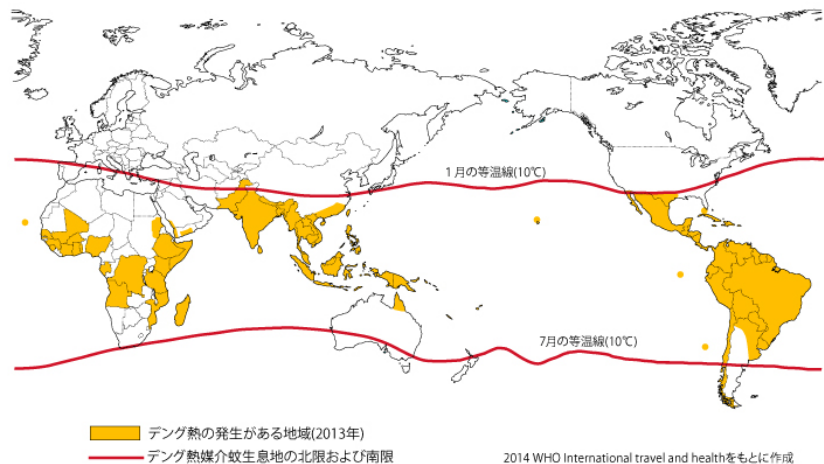 1月の等温線(10℃)
7月の等温線(10℃)
デング熱の発生がある地域(2013年)
デング熱媒介蚊生息地の北限および南限
2014 WHO International travel and healthをもとに作成